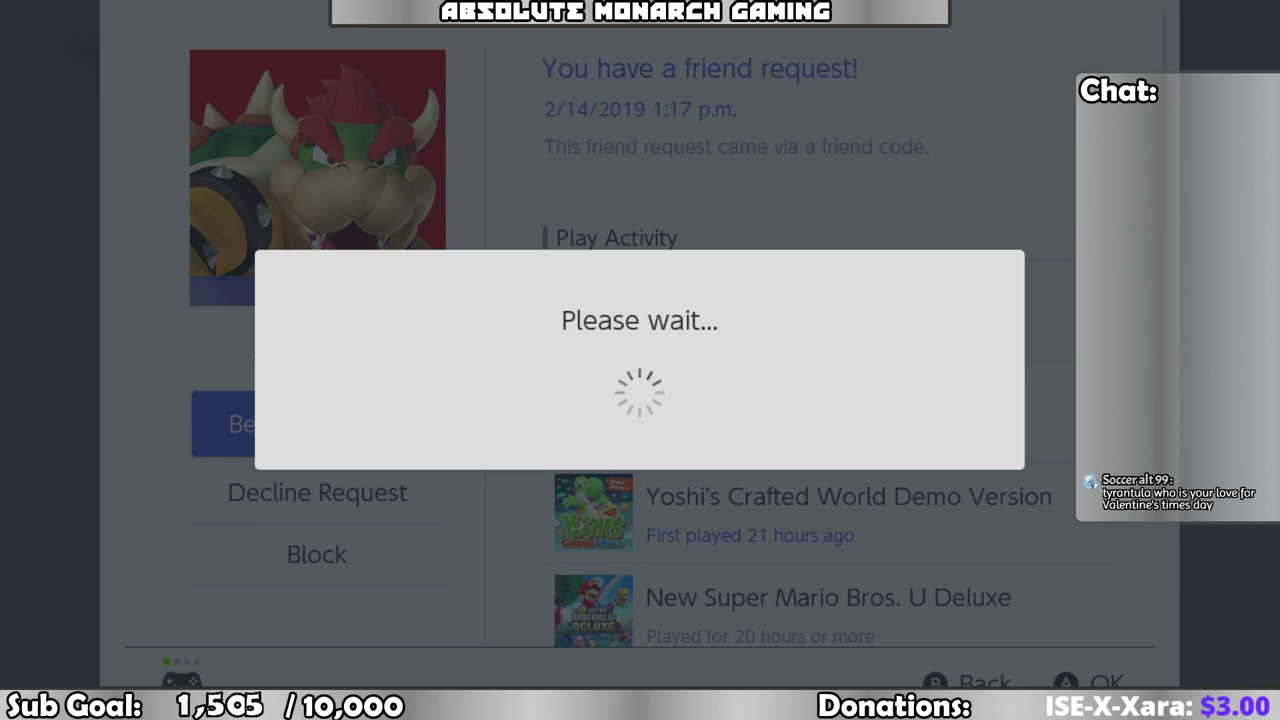 ABSOLUTE MONARCH GAMING
You have a friend request!
2/14/2019 1:17 p.m.
This friend request came via a friend code.
Play Activity
Please wait...
Be
Decline Request
Block
Yoshi's Crafted World Demo Version
First played 21 hours ago
New Super Mario Bros. U Deluxe
Played for 20 hours or more
B Back
A OK
Chat:
Soccer alt 99:
tyrantula who is your love for
Valentine's times day
Sub Goal: 1,505 / 10,000
Donations: ISE-X-Xara: $3.00